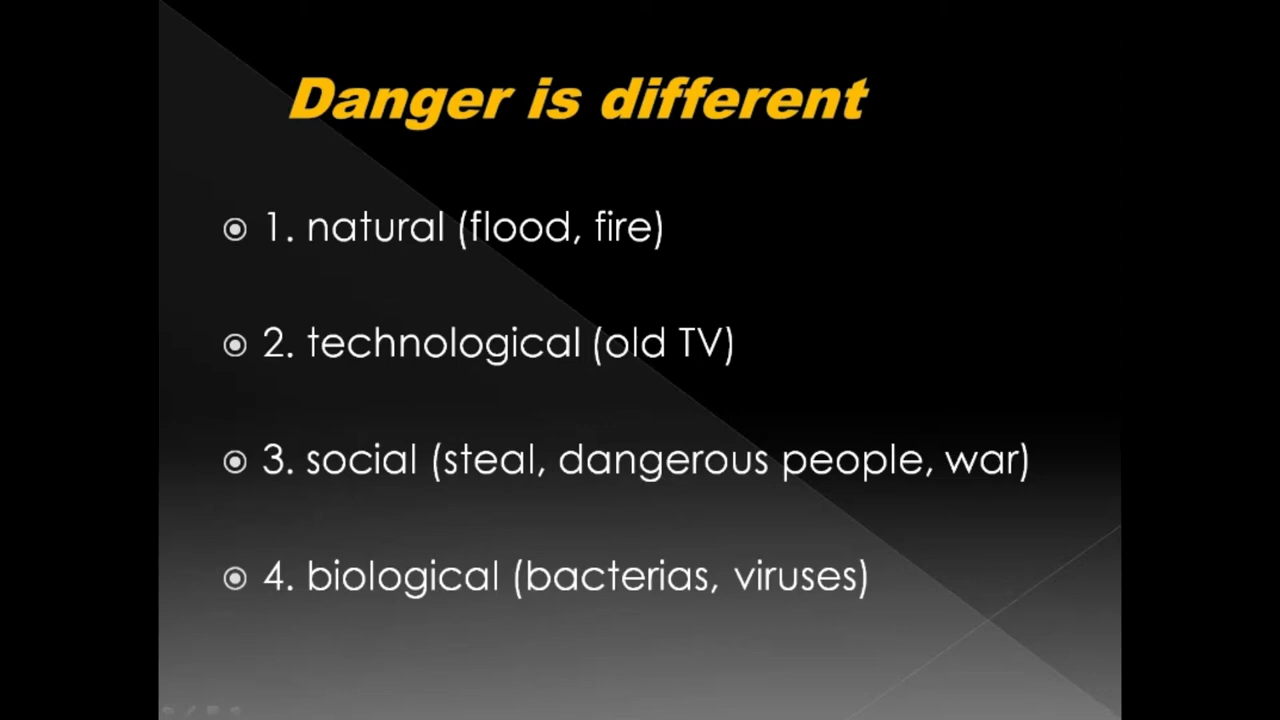 Danger is different
1. natural (flood, fire)
2. technological (old TV)
3. social (steal, dangerous people, war)
4. biological (bacterias, viruses)